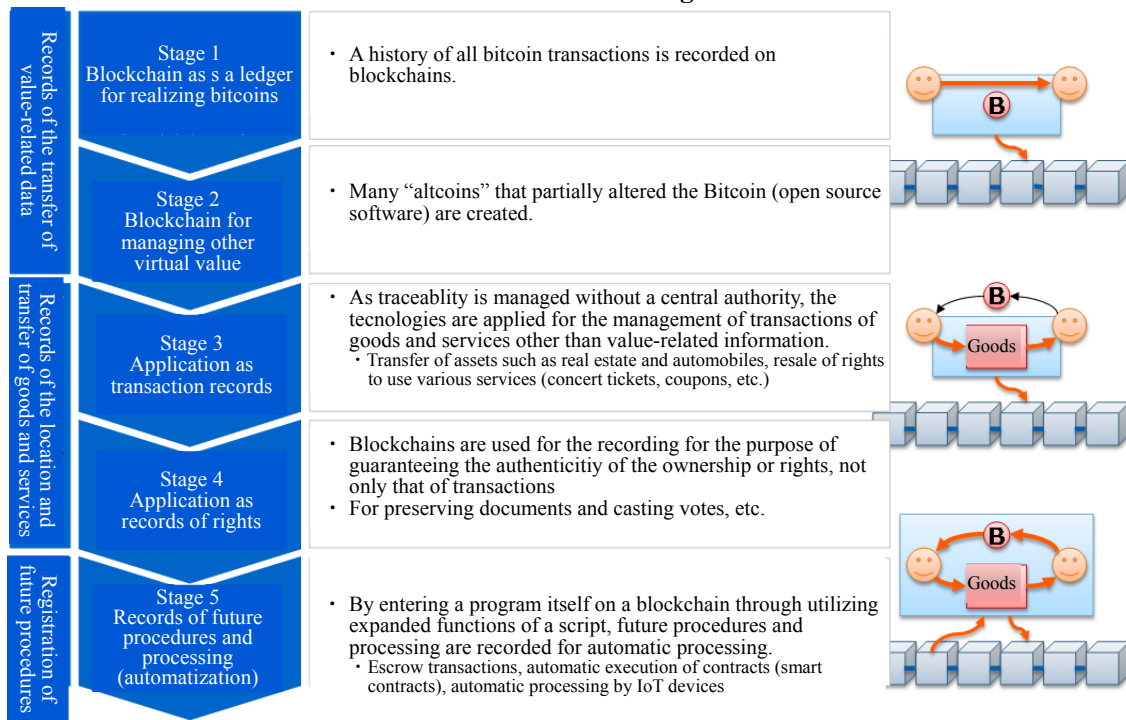 Records of the transfer of
value-related data
Stage 1
Blockchain as s a ledger
for realizing bitcoins
・ A history of all bitcoin transactions is recorded on
blockchains.
B
Stage 2
Blockchain for
managing other
virtual value
・ Many “altcoins” that partially altered the Bitcoin (open source
software) are created.
Records of the location and
transfer of goods and services
Stage 3
Application as
transaction records
・ As traceablity is managed without a central authority, the
tecnologies are applied for the management of transactions of
goods and services other than value-related information.
・ Transfer of assets such as real estate and automobiles, resale of rights
to use various services (concert tickets, coupons, etc.)
B
Goods
Stage 4
Application as
records of rights
・ Blockchains are used for the recording for the purpose of
guaranteeing the authenticitiy of the ownership or rights, not
only that of transactions
・ For preserving documents and casting votes, etc.
Registration of
future procedures
Stage 5
Records of future
procedures and
processing
(automatization)
・ By entering a program itself on a blockchain through utilizing
expanded functions of a script, future procedures and
processing are recorded for automatic processing.
・ Escrow transactions, automatic execution of contracts (smart
contracts), automatic processing by IoT devices
B
Goods